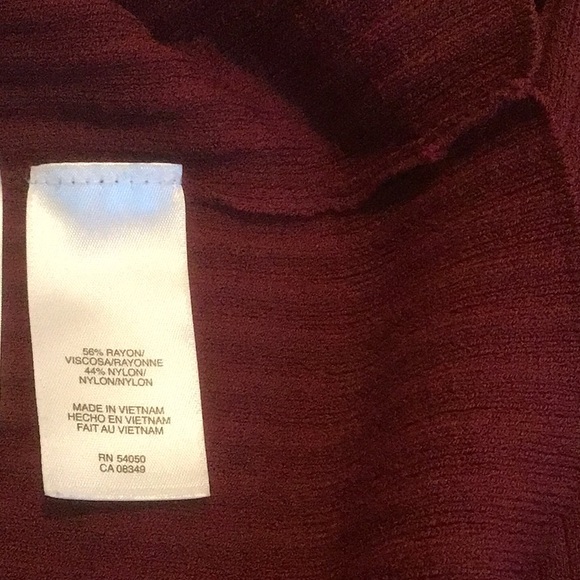 56% RAYON/
VISCOSA/RAYONNE
44% NYLON/
NYLON/NYLON
MADE IN VIETNAM
HECHO EN VIETNAM
FAIT AU VIETNAM
RN 54050
CA 08349